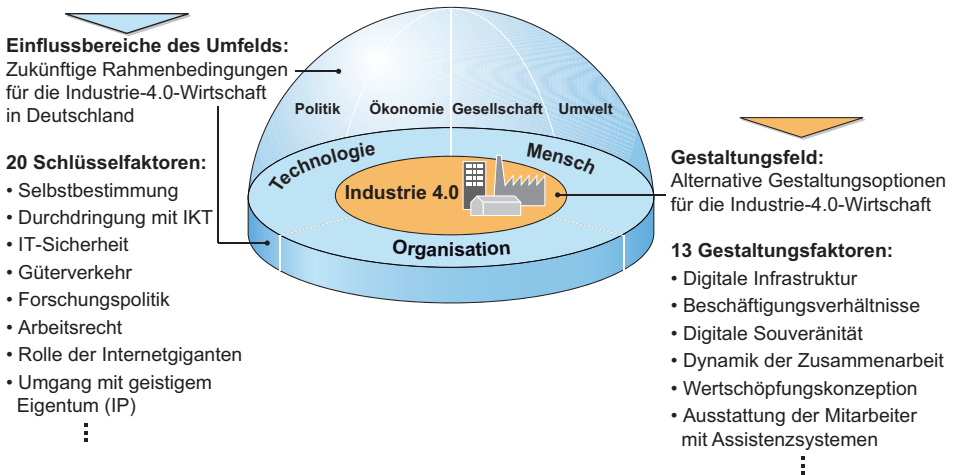 Einflussbereiche des Umfelds:
Zukünftige Rahmenbedingungen
für die Industrie-4.0-Wirtschaft
in Deutschland
20 Schlüsselfaktoren:
• Selbstbestimmung
• Durchdringung mit IKT
• IT-Sicherheit
• Güterverkehr
• Forschungspolitik
• Arbeitsrecht
• Rolle der Internetgiganten
• Umgang mit geistigem
Eigentum (IP)
Politik Ökonomie Gesellschaft Umwelt
Technologie Mensch
Industrie 4.0
Organisation
Gestaltungsfeld:
Alternative Gestaltungsoptionen
für die Industrie-4.0-Wirtschaft
13 Gestaltungsfaktoren:
• Digitale Infrastruktur
• Beschäftigungsverhältnisse
• Digitale Souveränität
• Dynamik der Zusammenarbeit
• Wertschöpfungskonzeption
• Ausstattung der Mitarbeiter
mit Assistenzsystemen